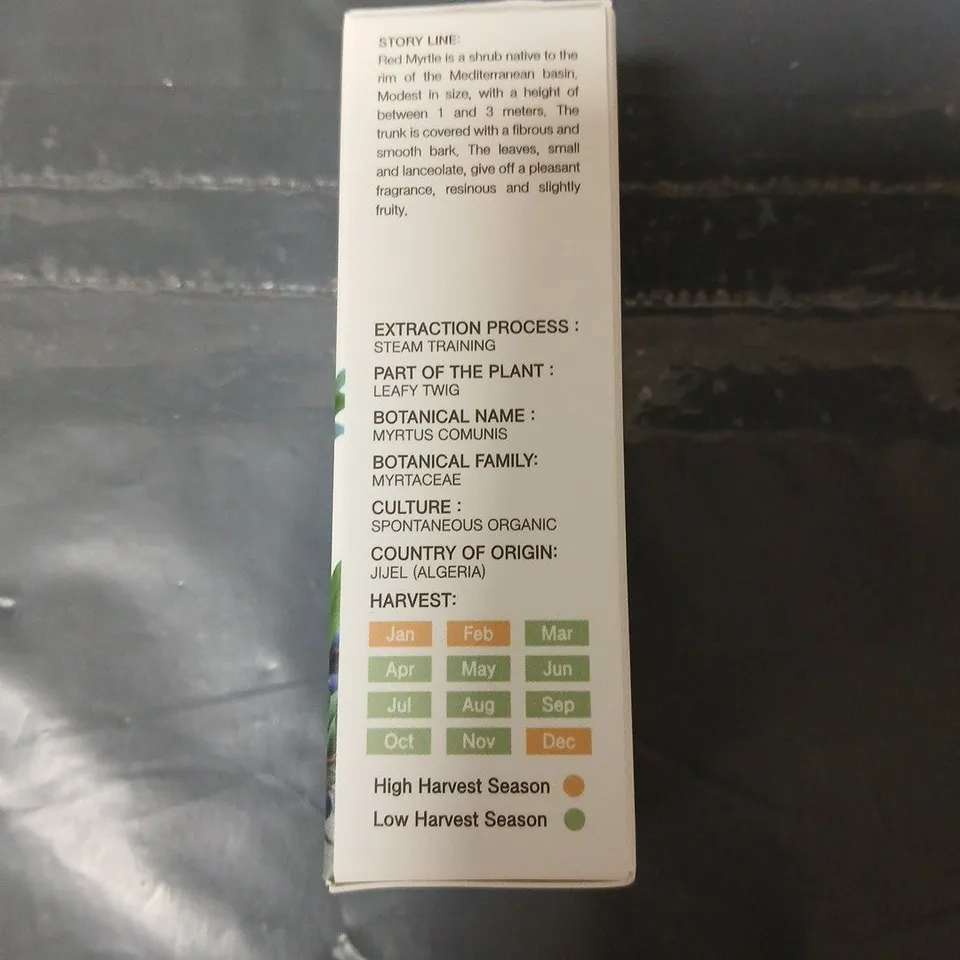 STORY LINE:
Red Myrtle is a shrub native to the
rim of the Mediterranean basin.
Modest in size, with a height of
between 1 and 3 meters, The
trunk is covered with a fibrous and
smooth bark, The leaves, small
and lanceolate, give off a pleasant
fragrance, resinous and slightly
fruity.
EXTRACTION PROCESS :
STEAM TRAINING
PART OF THE PLANT :
LEAFY TWIG
BOTANICAL NAME :
MYRTUS COMUNIS
BOTANICAL FAMILY:
MYRTACEAE
CULTURE :
SPONTANEOUS ORGANIC
COUNTRY OF ORIGIN:
JIJEL (ALGERIA)
HARVEST:
Jan Feb Mar
Apr May Jun
Jul Aug Sep
Oct Nov Dec
High Harvest Season
Low Harvest Season